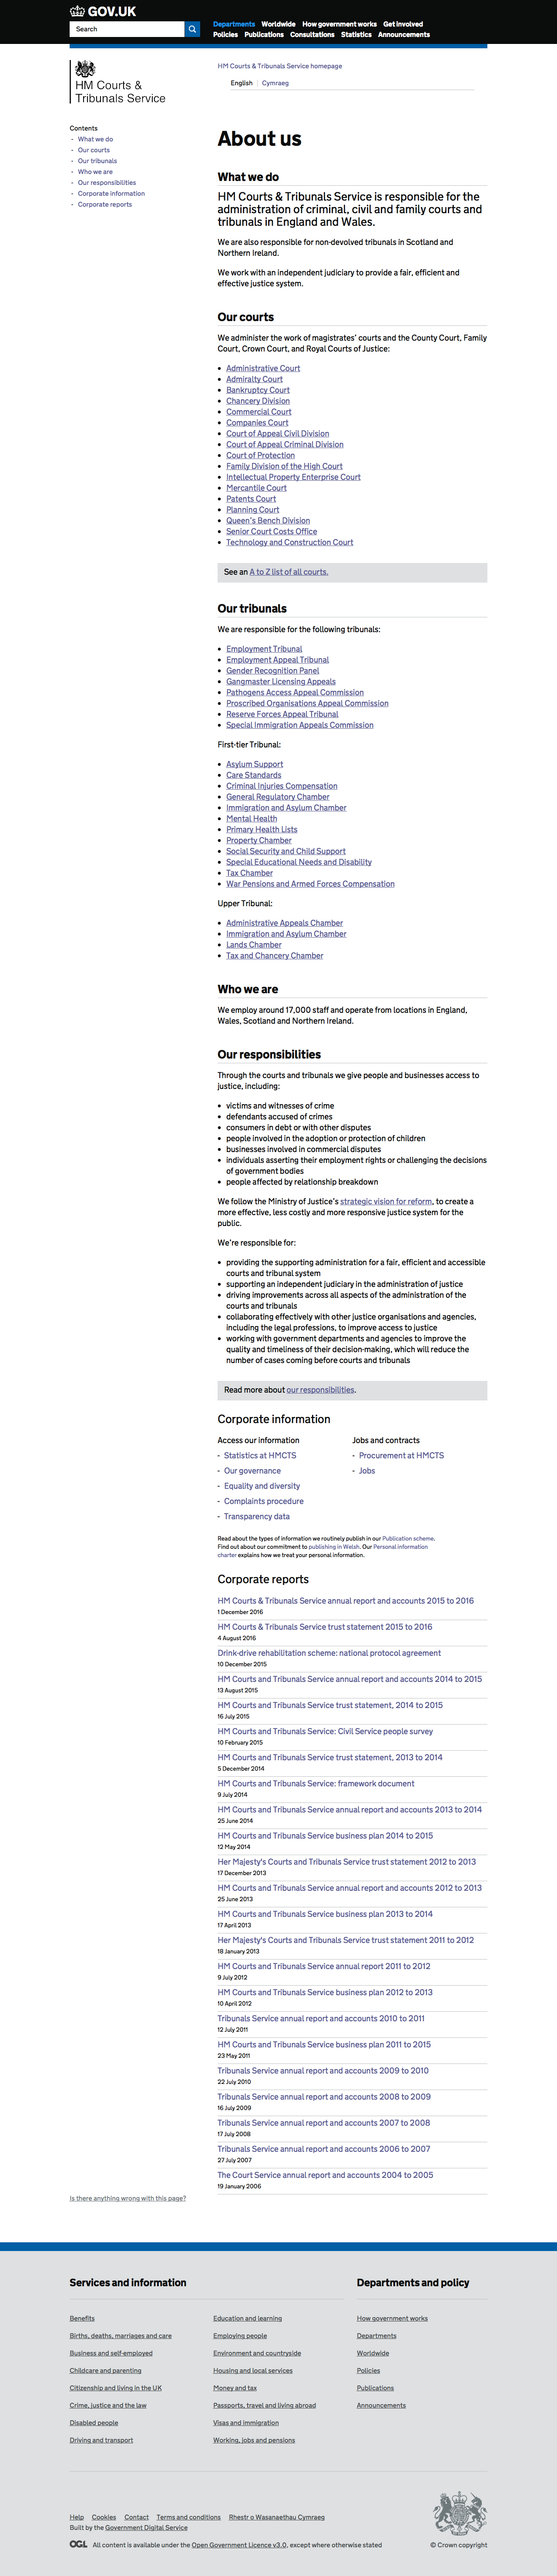 GOV.UK
Search
Departments Worldwide How government works Get involved
Policies Publications Consultations Statistics Announcements
HM Courts &
Tribunals Service
HM Courts & Tribunals Service homepage
English Cymraeg
Contents
- What we do
- Our courts
- Our tribunals
- Who we are
- Our responsibilities
- Corporate information
- Corporate reports
About us
What we do
HM Courts & Tribunals Service is responsible for the
administration of criminal, civil and family courts and
tribunals in England and Wales.
We are also responsible for non-devolved tribunals in Scotland and
Northern Ireland.
We work with an independent judiciary to provide a fair, efficient and
effective justice system.
Our courts
We administer the work of magistrates' courts and the County Court, Family
Court, Crown Court, and Royal Courts of Justice:
• Administrative Court
• Admiralty Court
• Bankruptcy Court
• Chancery Division
• Commercial Court
• Companies Court
• Court of Appeal Civil Division
• Court of Appeal Criminal Division
• Court of Protection
• Family Division of the High Court
• Intellectual Property Enterprise Court
• Mercantile Court
• Patents Court
• Planning Court
• Queen's Bench Division
• Senior Court Costs Office
• Technology and Construction Court
See an A to Z list of all courts.
Our tribunals
We are responsible for the following tribunals:
• Employment Tribunal
• Employment Appeal Tribunal
• Gender Recognition Panel
• Gangmaster Licensing Appeals
• Pathogens Access Appeal Commission
• Proscribed Organisations Appeal Commission
• Reserve Forces Appeal Tribunal
• Special Immigration Appeals Commission
First-tier Tribunal:
• Asylum Support
• Care Standards
• Criminal Injuries Compensation
• General Regulatory Chamber
• Immigration and Asylum Chamber
• Mental Health
• Primary Health Lists
• Property Chamber
• Social Security and Child Support
• Special Educational Needs and Disability
• Tax Chamber
• War Pensions and Armed Forces Compensation
Upper Tribunal:
• Administrative Appeals Chamber
• Immigration and Asylum Chamber
• Lands Chamber
• Tax and Chancery Chamber
Who we are
We employ around 17,000 staff and operate from locations in England,
Wales, Scotland and Northern Ireland.
Our responsibilities
Through the courts and tribunals we give people and businesses access to
justice, including:
• victims and witnesses of crime
• defendants accused of crimes
• consumers in debt or with other disputes
• people involved in the adoption or protection of children
• businesses involved in commercial disputes
• individuals asserting their employment rights or challenging the decisions
of government bodies
• people affected by relationship breakdown
We follow the Ministry of Justice's strategic vision for reform, to create a
more effective, less costly and more responsive justice system for the
public.
We're responsible for:
• providing the supporting administration for a fair, efficient and accessible
courts and tribunal system
• supporting an independent judiciary in the administration of justice
• driving improvements across all aspects of the administration of the
courts and tribunals
• collaborating effectively with other justice organisations and agencies,
including the legal professions, to improve access to justice
• working with government departments and agencies to improve the
quality and timeliness of their decision-making, which will reduce the
number of cases coming before courts and tribunals
Read more about our responsibilities.
Corporate information
Access our information
- Statistics at HMCTS
- Our governance
- Equality and diversity
- Complaints procedure
- Transparency data
Jobs and contracts
- Procurement at HMCTS
- Jobs
Read about the types of information we routinely publish in our Publication scheme.
Find out about our commitment to publishing in Welsh. Our Personal information
charter explains how we treat your personal information.
Corporate reports
HM Courts & Tribunals Service annual report and accounts 2015 to 2016
1 December 2016
HM Courts & Tribunals Service trust statement 2015 to 2016
4 August 2016
Drink-drive rehabilitation scheme: national protocol agreement
10 December 2015
HM Courts and Tribunals Service annual report and accounts 2014 to 2015
13 August 2015
HM Courts and Tribunals Service trust statement, 2014 to 2015
16 July 2015
HM Courts and Tribunals Service: Civil Service people survey
10 February 2015
HM Courts and Tribunals Service trust statement, 2013 to 2014
5 December 2014
HM Courts and Tribunals Service: framework document
9 July 2014
HM Courts and Tribunals Service annual report and accounts 2013 to 2014
25 June 2014
HM Courts and Tribunals Service business plan 2014 to 2015
12 May 2014
Her Majesty's Courts and Tribunals Service trust statement 2012 to 2013
17 December 2013
HM Courts and Tribunals Service annual report and accounts 2012 to 2013
25 June 2013
HM Courts and Tribunals Service business plan 2013 to 2014
17 April 2013
Her Majesty's Courts and Tribunals Service trust statement 2011 to 2012
18 January 2013
HM Courts and Tribunals Service annual report 2011 to 2012
9 July 2012
HM Courts and Tribunals Service business plan 2012 to 2013
10 April 2012
Tribunals Service annual report and accounts 2010 to 2011
12 July 2011
HM Courts and Tribunals Service business plan 2011 to 2015
23 May 2011
Tribunals Service annual report and accounts 2009 to 2010
22 July 2010
Tribunals Service annual report and accounts 2008 to 2009
16 July 2009
Tribunals Service annual report and accounts 2007 to 2008
17 July 2008
Tribunals Service annual report and accounts 2006 to 2007
27 July 2007
The Court Service annual report and accounts 2004 to 2005
19 January 2006
Is there anything wrong with this page?
Services and information
Benefits
Births, deaths, marriages and care
Business and self-employed
Childcare and parenting
Citizenship and living in the UK
Crime, justice and the law
Disabled people
Driving and transport
Education and learning
Employing people
Environment and countryside
Housing and local services
Money and tax
Passports, travel and living abroad
Visas and immigration
Working, jobs and pensions
Departments and policy
How government works
Departments
Worldwide
Policies
Publications
Announcements
Help Cookies Contact Terms and conditions Rhestr o Wasanaethau Cymraeg
Built by the Government Digital Service
OGL All content is available under the Open Government Licence v3.0, except where otherwise stated
© Crown copyright